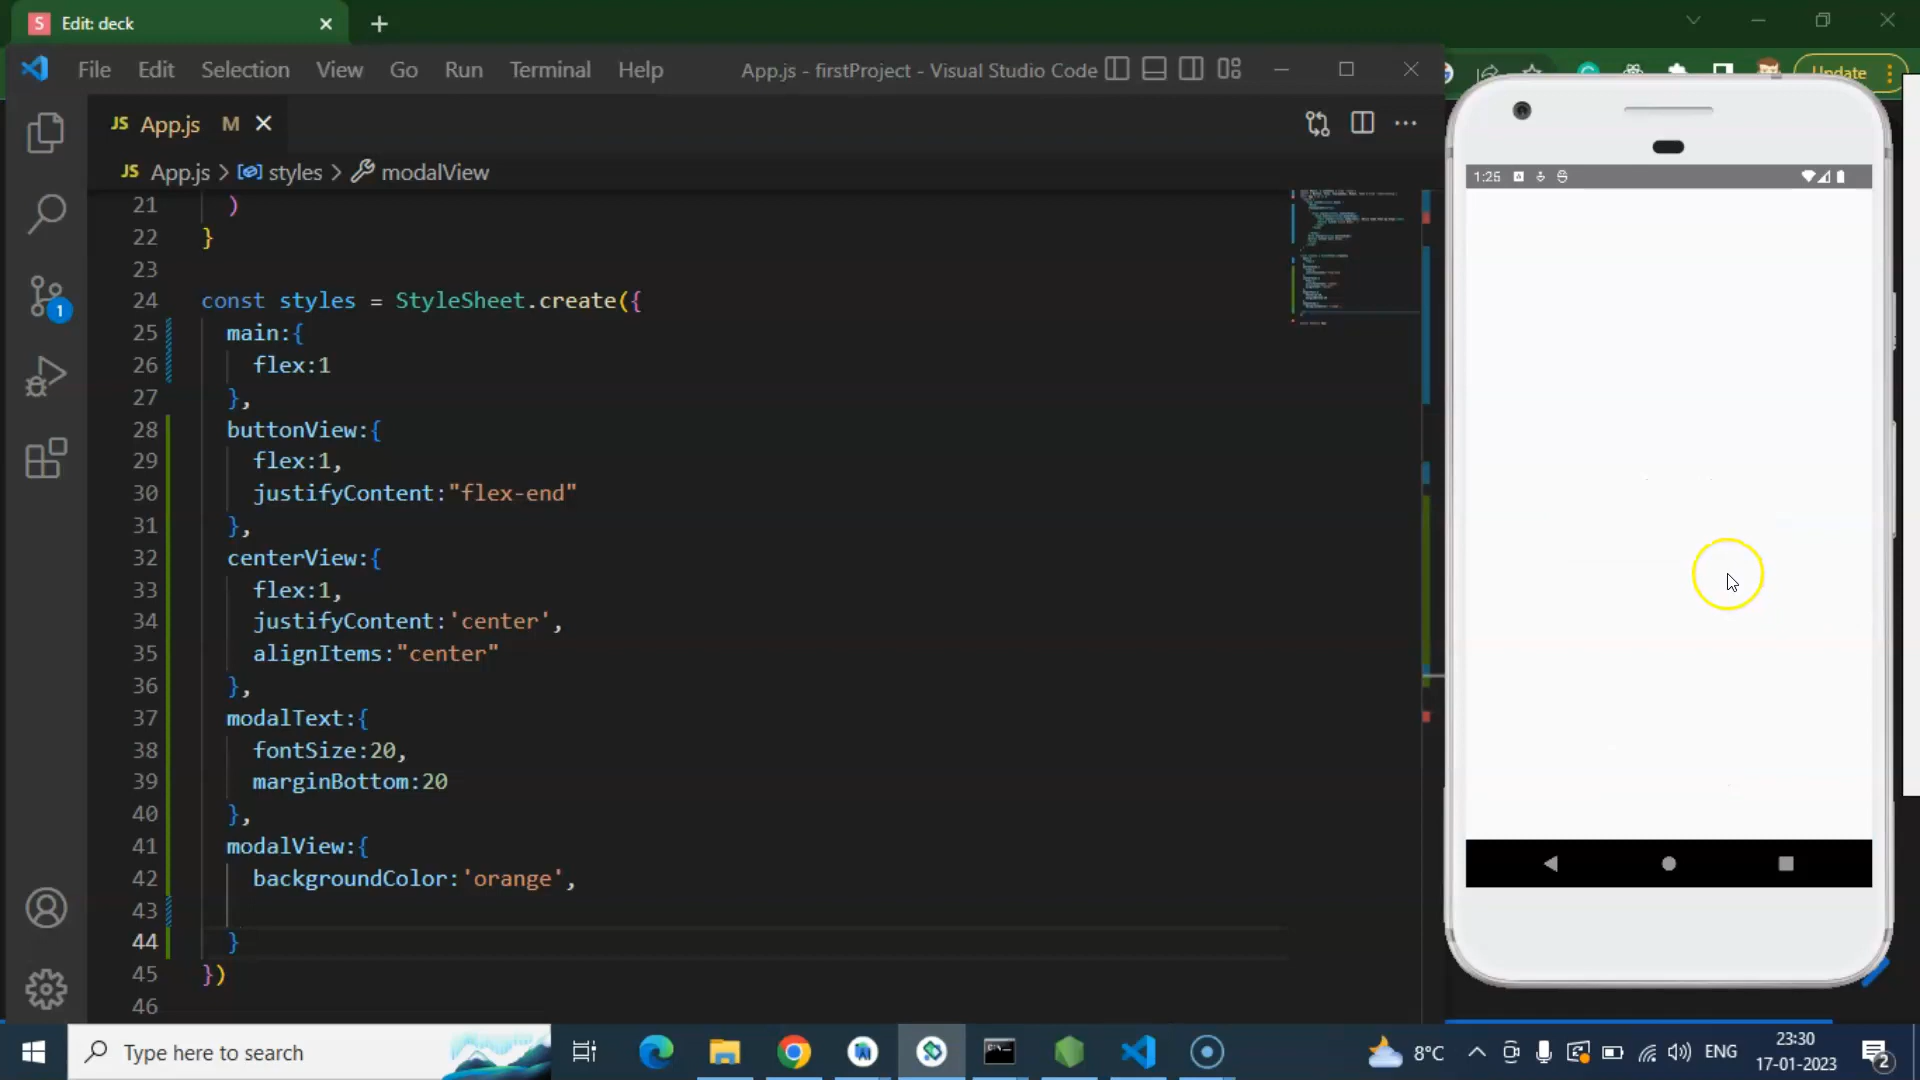 S Edit: deck
File Edit Selection View Go Run Terminal Help App.js - firstProject - Visual Studio Code
Update
JS App.js M
JS App.js > styles > modalView
1:25
21 )
22 }
23
24 const styles = StyleSheet.create({
25 main:{
26 flex:1
27 },
28 buttonView:{
29 flex:1,
30 justifyContent:"flex-end"
31 },
32 centerView:{
33 flex:1,
34 justifyContent:'center',
35 alignItems:"center"
36 },
37 modalText:{
38 fontSize:20,
39 marginBottom:20
40 },
41 modalView:{
42 backgroundColor:'orange',
43
44 }
45 })
46
1
Type here to search
8°C
ENG
23:30
17-01-2023
2